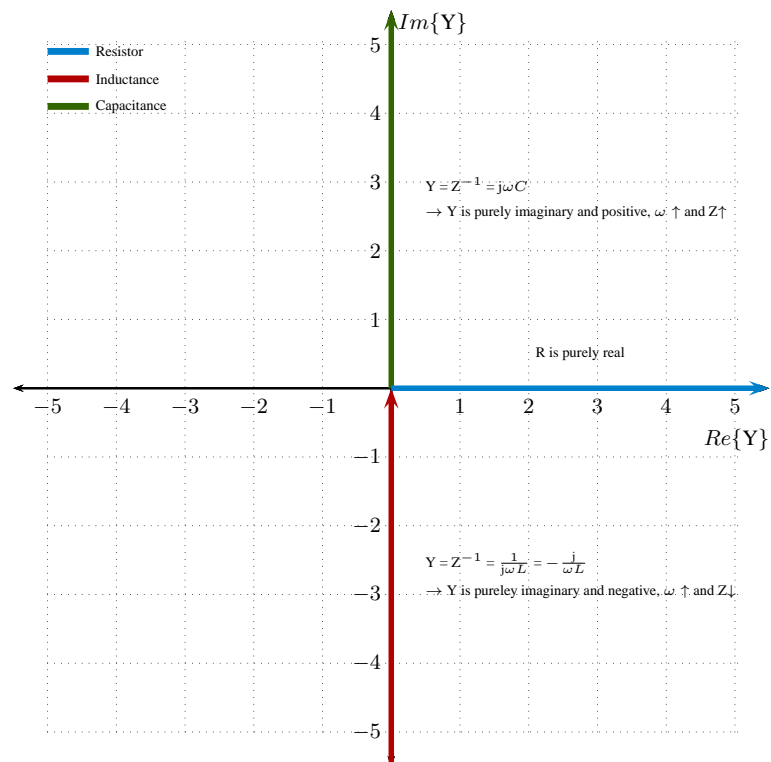 Im{Y}
Resistor
Inductance
Capacitance
5
4
3
2
1
Y = Z⁻¹ = jωC
→ Y is purely imaginary and positive, ω ↑ and Z↑
R is purely real
−5 −4 −3 −2 −1 1 2 3 4 5
Re{Y}
−1
−2
−3
−4
−5
Y = Z⁻¹ = 1/jωL = − j/ωL
→ Y is pureley imaginary and negative, ω ↑ and Z↓